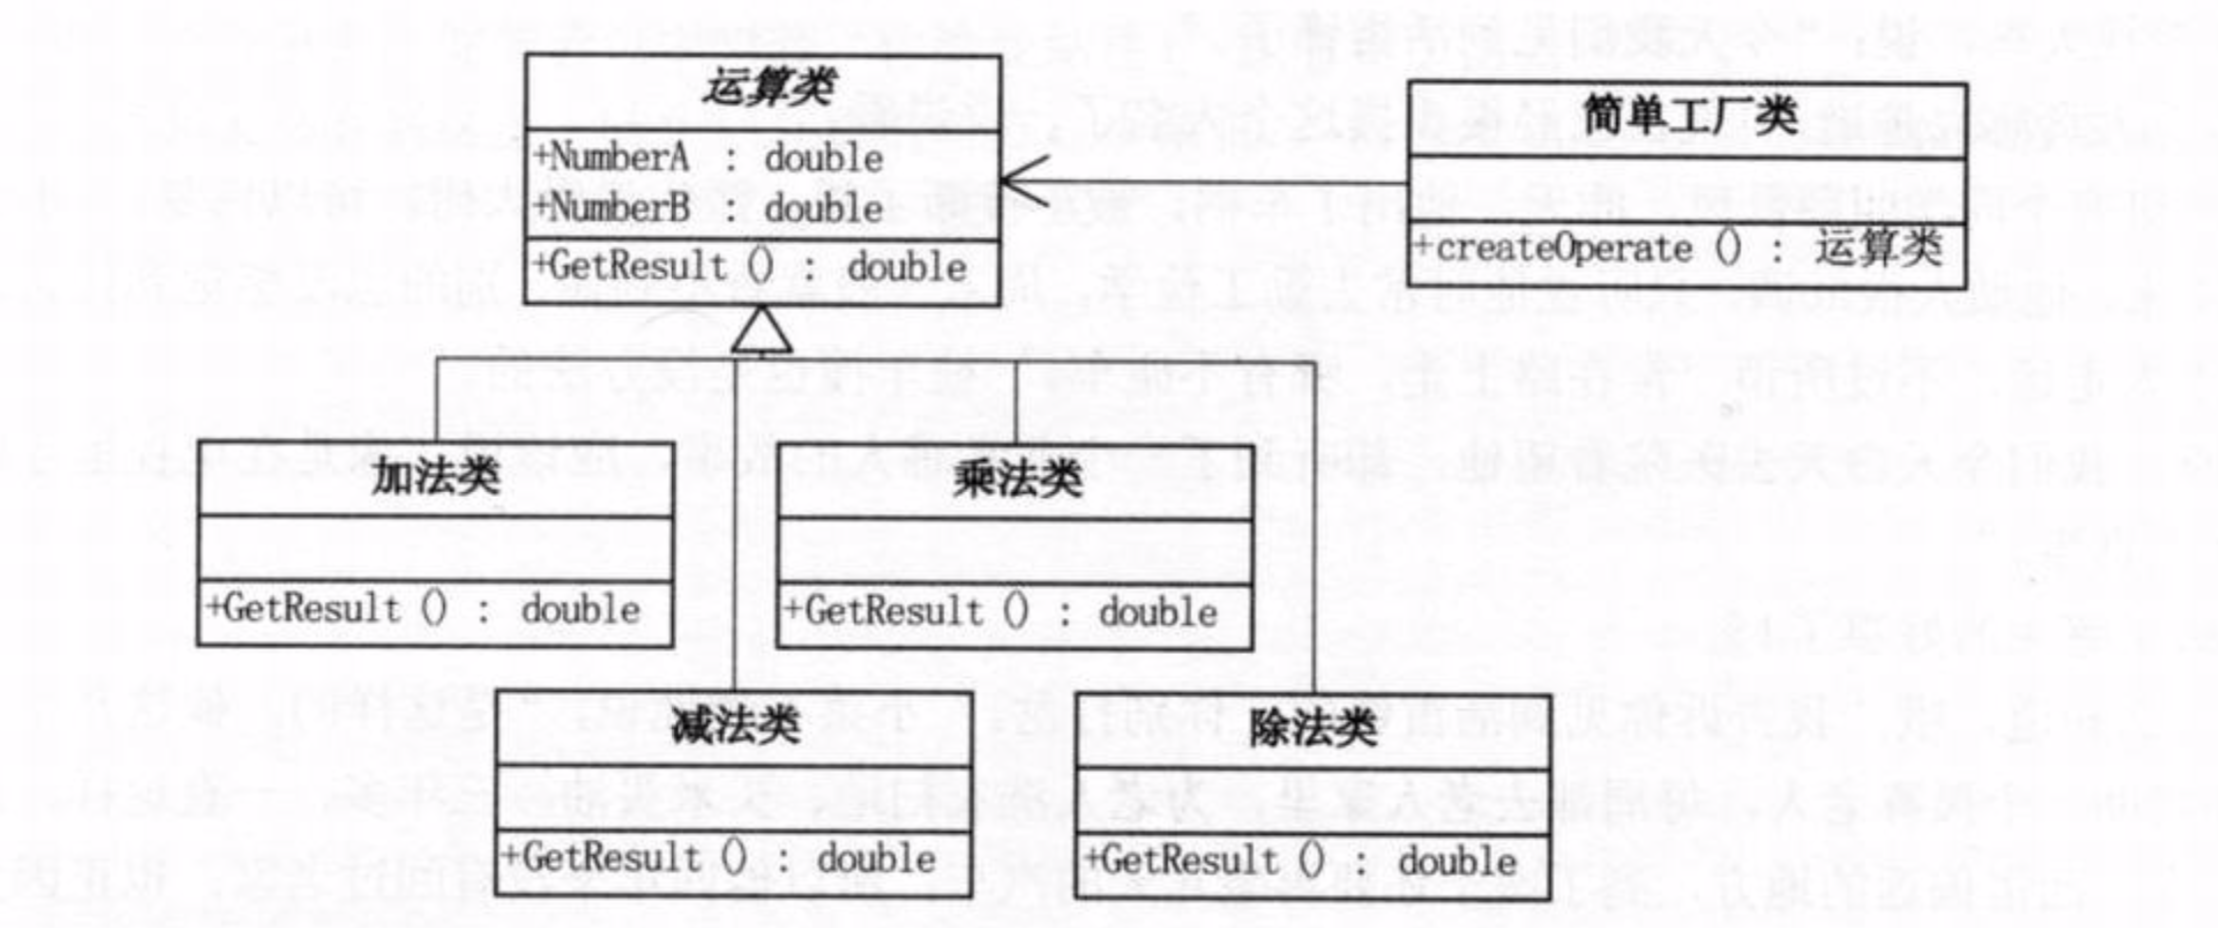 运算类
+NumberA : double
+NumberB : double
+GetResult () : double
简单工厂类
+createOperate () : 运算类
加法类
+GetResult () : double
乘法类
+GetResult () : double
减法类
+GetResult () : double
除法类
+GetResult () : double